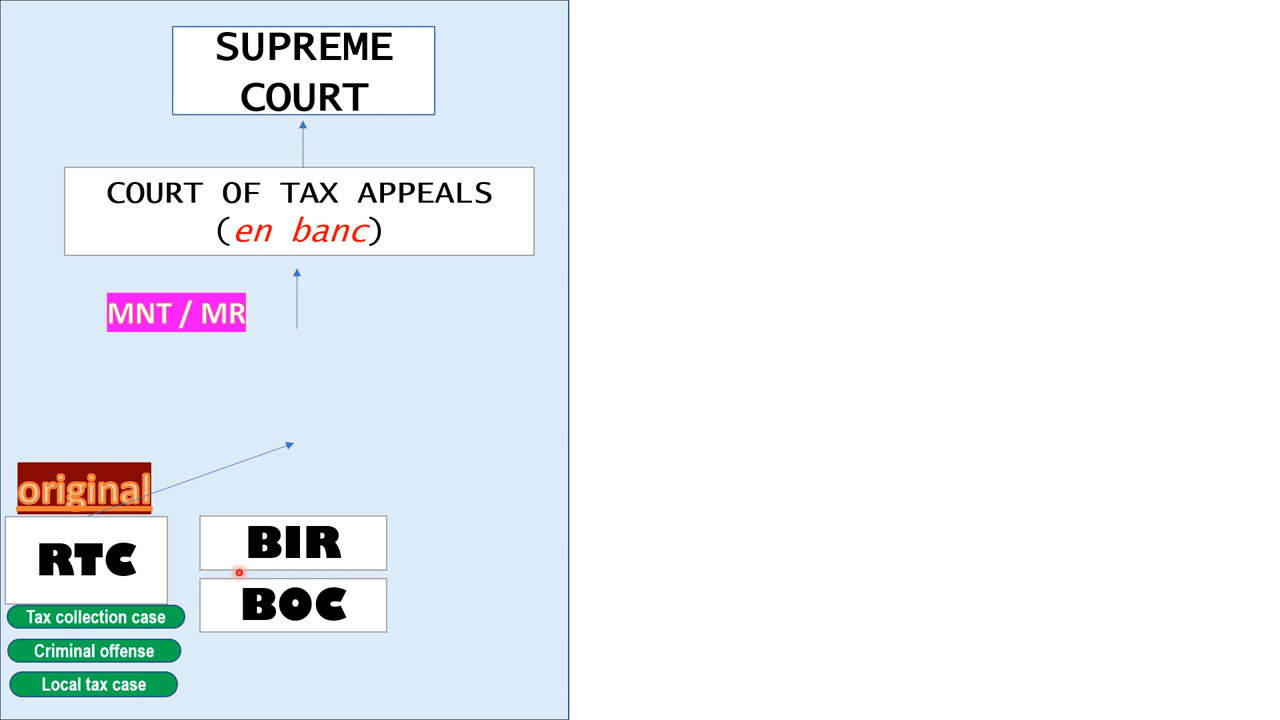 SUPREME
COURT
COURT OF TAX APPEALS
(en banc)
MNT / MR
original
RTC
BIR
BOC
Tax collection case
Criminal offense
Local tax case